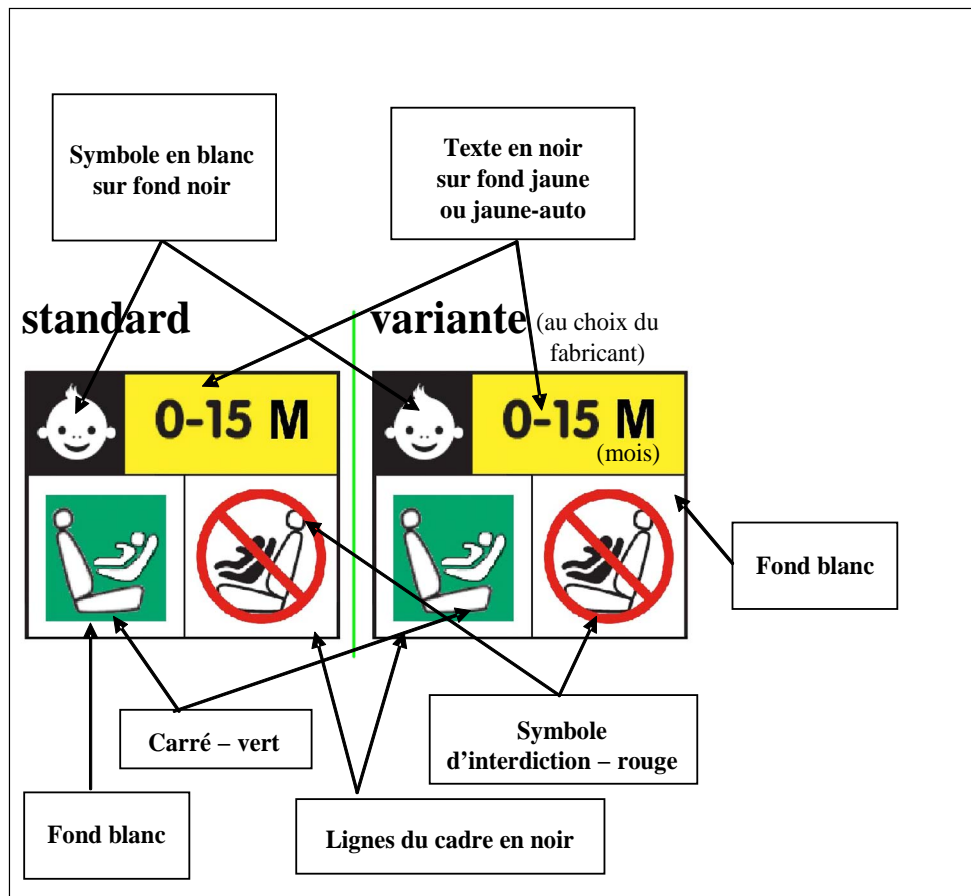 Symbole en blanc
sur fond noir
Texte en noir
sur fond jaune
ou jaune-auto
standard
variante (au choix du
fabricant)
0-15 M
0-15 M
(mois)
Fond blanc
Carré – vert
Symbole
d’interdiction – rouge
Fond blanc
Lignes du cadre en noir